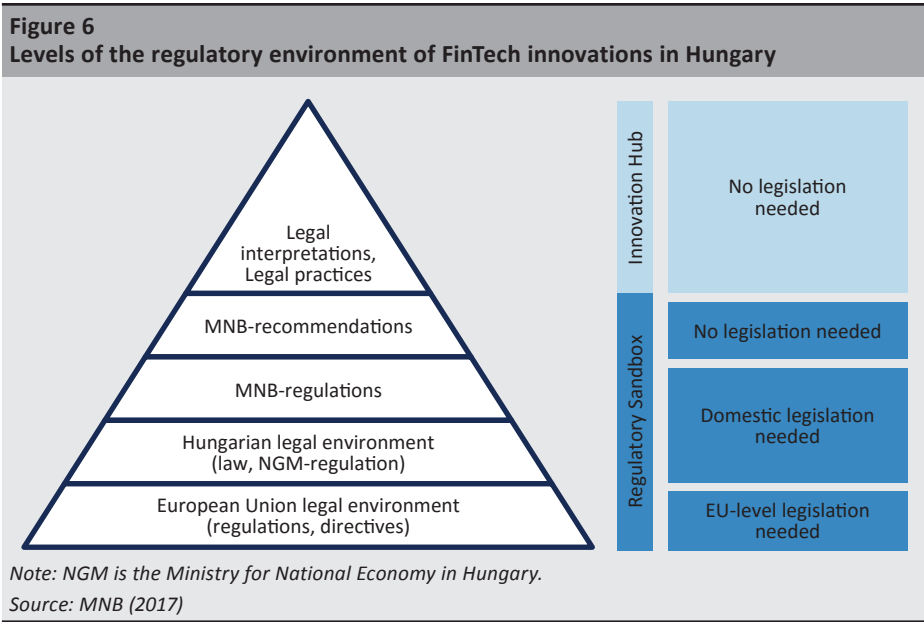 Figure 6
Levels of the regulatory environment of FinTech innovations in Hungary
Legal
interpretations,
Legal practices
MNB-recommendations
MNB-regulations
Hungarian legal environment
(law, NGM-regulation)
European Union legal environment
(regulations, directives)
Innovation Hub
Regulatory Sandbox
No legislation
needed
No legislation needed
Domestic legislation
needed
EU-level legislation
needed
Note: NGM is the Ministry for National Economy in Hungary.
Source: MNB (2017)